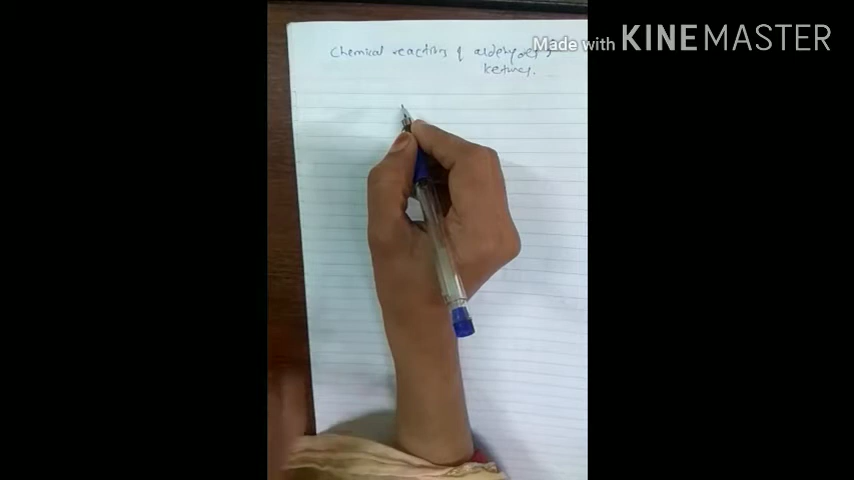 Made with KINEMASTER
Chemical reactions of aldehydes &
ketones.